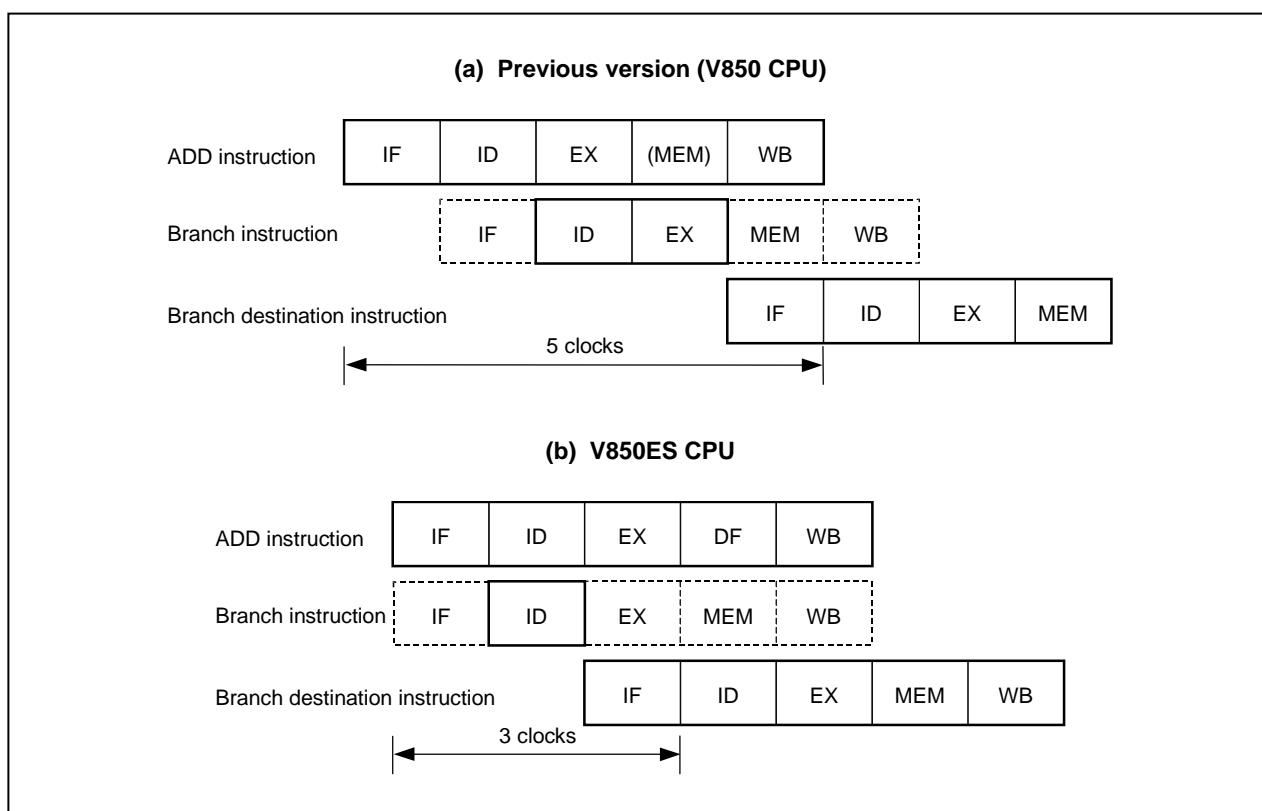 (a) Previous version (V850 CPU)
ADD instruction IF ID EX (MEM) WB
Branch instruction IF ID EX MEM WB
Branch destination instruction IF ID EX MEM
5 clocks
(b) V850ES CPU
ADD instruction IF ID EX DF WB
Branch instruction IF ID EX MEM WB
Branch destination instruction IF ID EX MEM WB
3 clocks